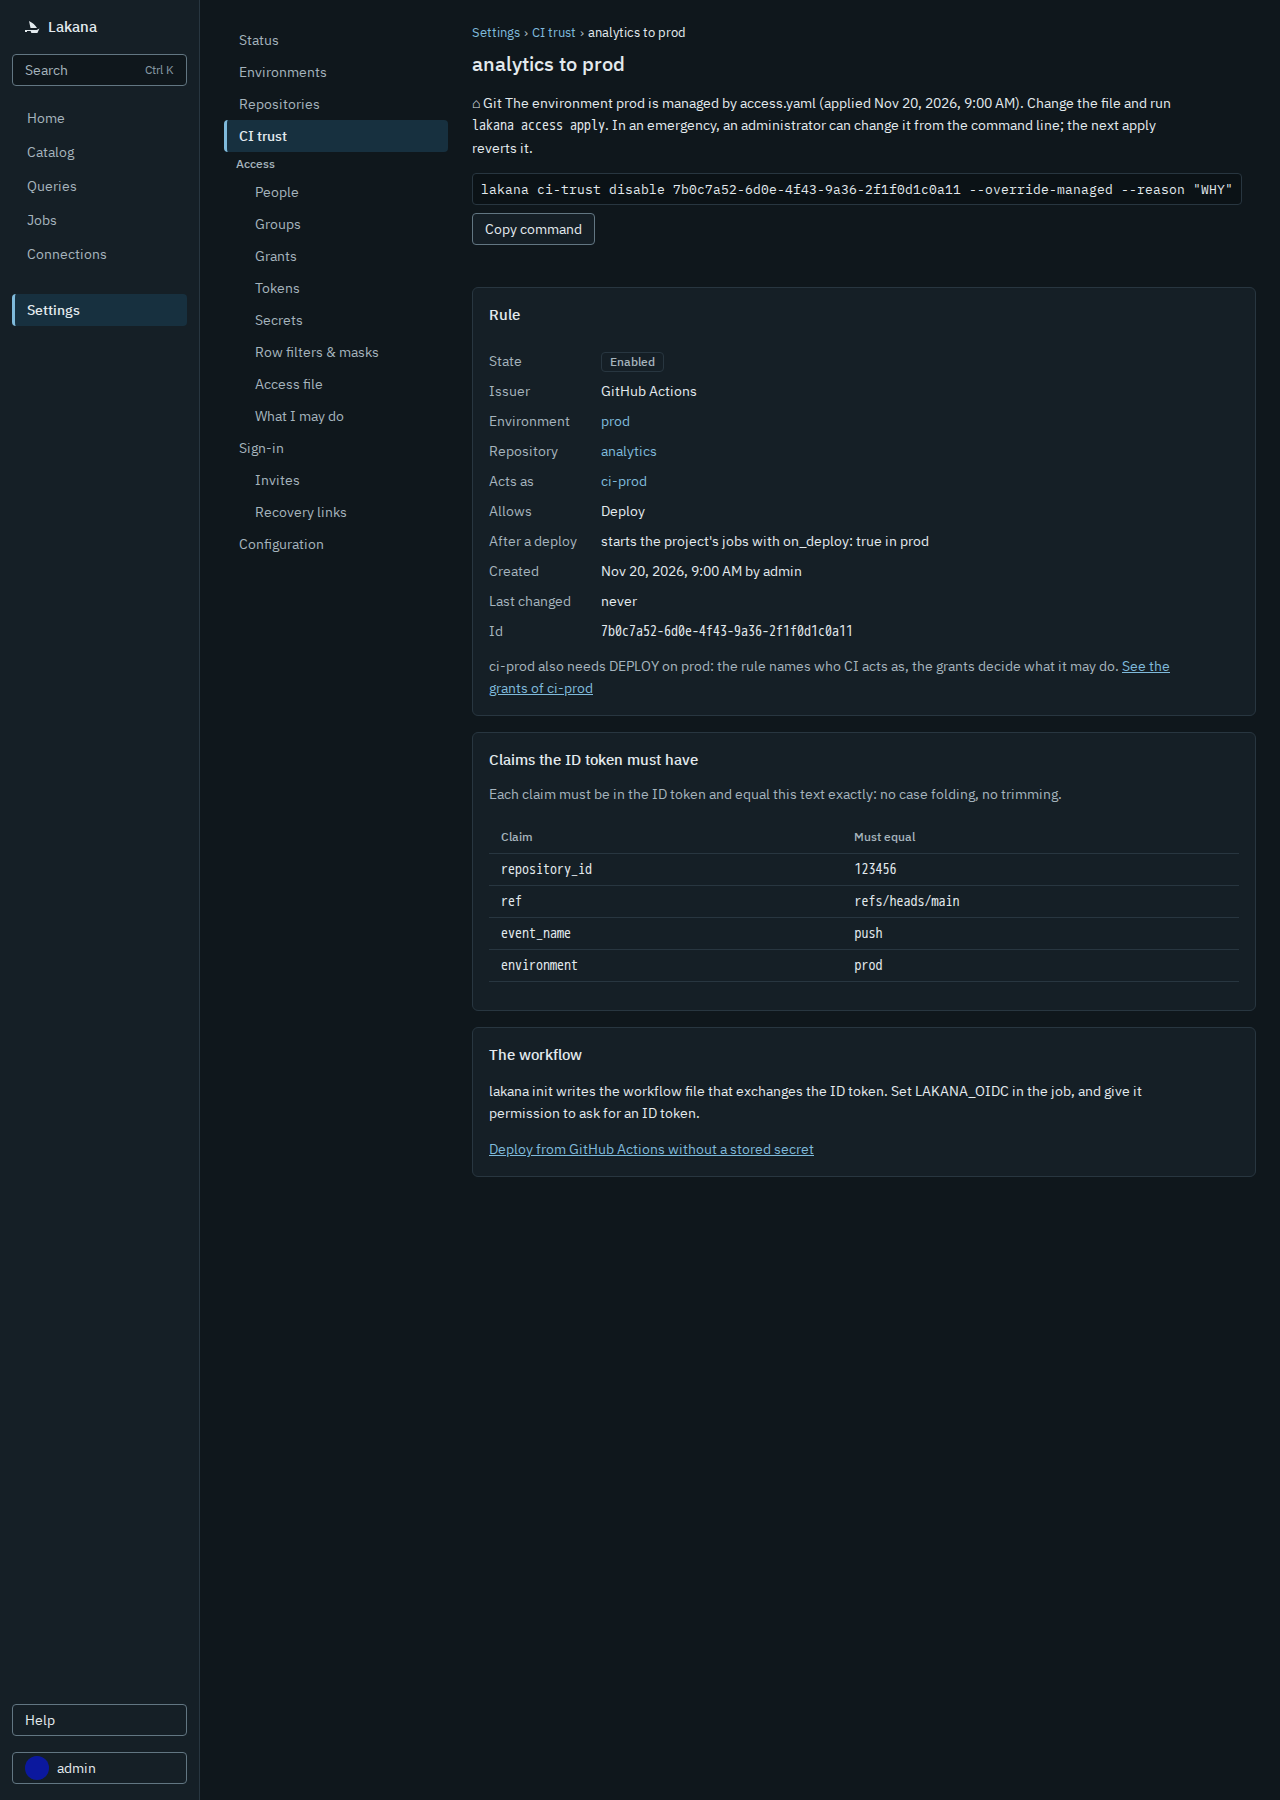 Lakana
Search Ctrl K
Home
Catalog
Queries
Jobs
Connections
Settings
Help
admin
Status
Environments
Repositories
CI trust
Access
People
Groups
Grants
Tokens
Secrets
Row filters & masks
Access file
What I may do
Sign-in
Invites
Recovery links
Configuration
Settings › CI trust › analytics to prod
analytics to prod
⌂ Git The environment prod is managed by access.yaml (applied Nov 20, 2026, 9:00 AM). Change the file and run
lakana access apply. In an emergency, an administrator can change it from the command line; the next apply
reverts it.
lakana ci-trust disable 7b0c7a52-6d0e-4f43-9a36-2f1f0d1c0a11 --override-managed --reason "WHY"
Copy command
Rule
State Enabled
Issuer GitHub Actions
Environment prod
Repository analytics
Acts as ci-prod
Allows Deploy
After a deploy starts the project's jobs with on_deploy: true in prod
Created Nov 20, 2026, 9:00 AM by admin
Last changed never
Id 7b0c7a52-6d0e-4f43-9a36-2f1f0d1c0a11
ci-prod also needs DEPLOY on prod: the rule names who CI acts as, the grants decide what it may do. See the
grants of ci-prod
Claims the ID token must have
Each claim must be in the ID token and equal this text exactly: no case folding, no trimming.
Claim Must equal
repository_id 123456
ref refs/heads/main
event_name push
environment prod
The workflow
lakana init writes the workflow file that exchanges the ID token. Set LAKANA_OIDC in the job, and give it
permission to ask for an ID token.
Deploy from GitHub Actions without a stored secret